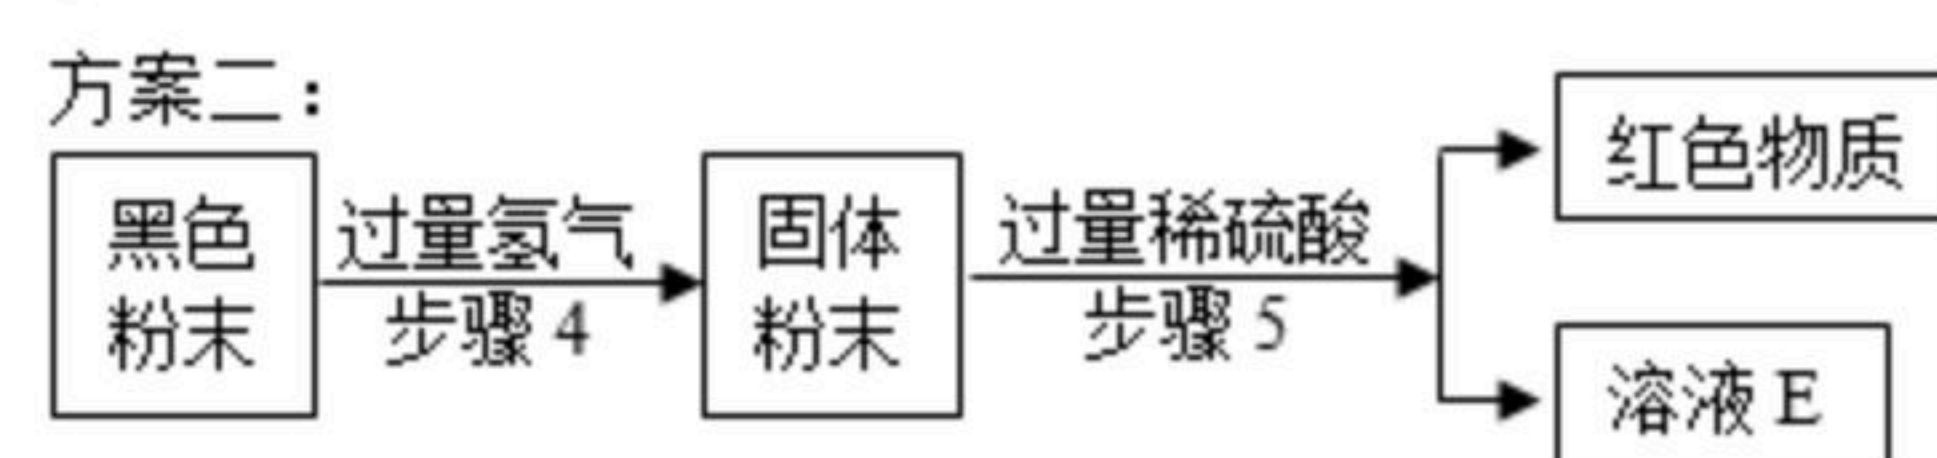 方案二：
黑色
粉末
过量氢气
步骤 4
固体
粉末
过量稀硫酸
步骤 5
红色物质
溶液 E